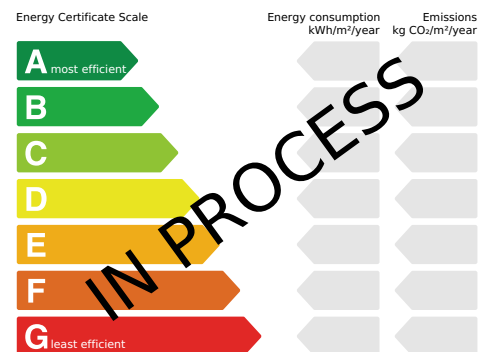 Energy Certificate Scale
Energy consumption
kWh/m²/year
Emissions
kg CO₂/m²/year
A most efficient
B
C
D
E
F
G least efficient
IN PROCESS